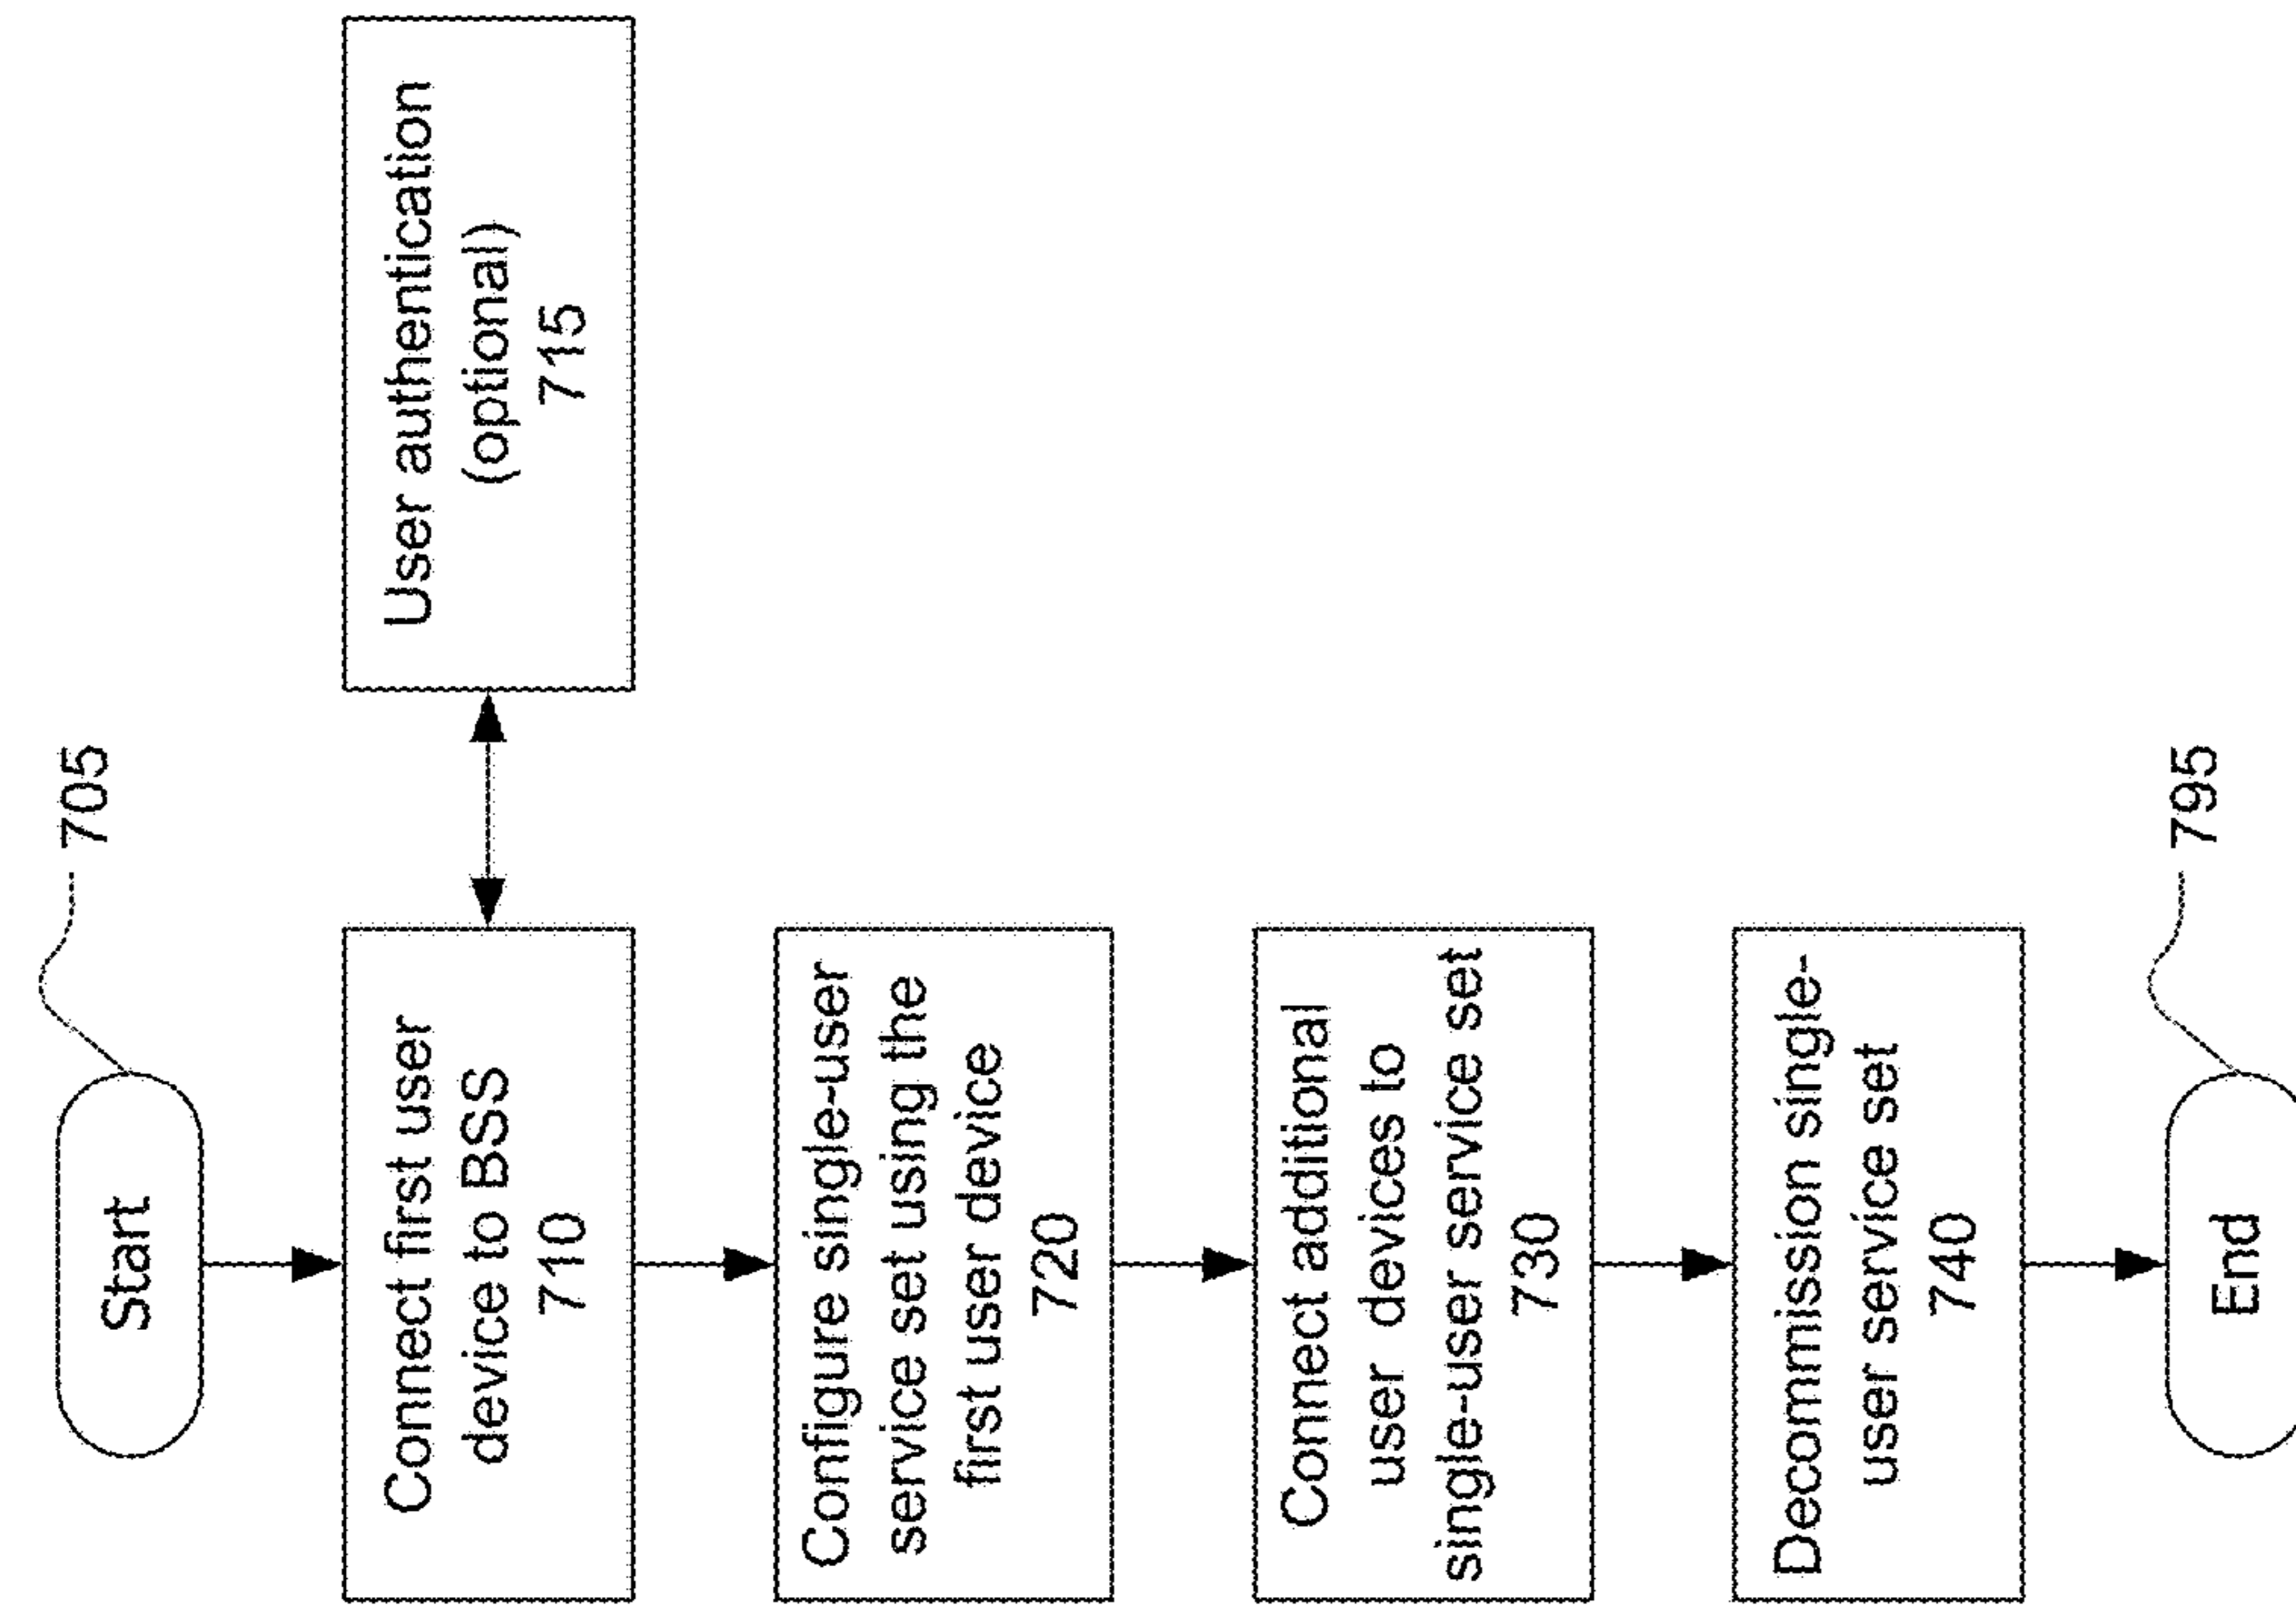 Start
705
Connect first user
device to BSS
710
User authentication
(optional)
715
Configure single-user
service set using the
first user device
720
Connect additional
user devices to
single-user service set
730
Decommission single-
user service set
740
End
795